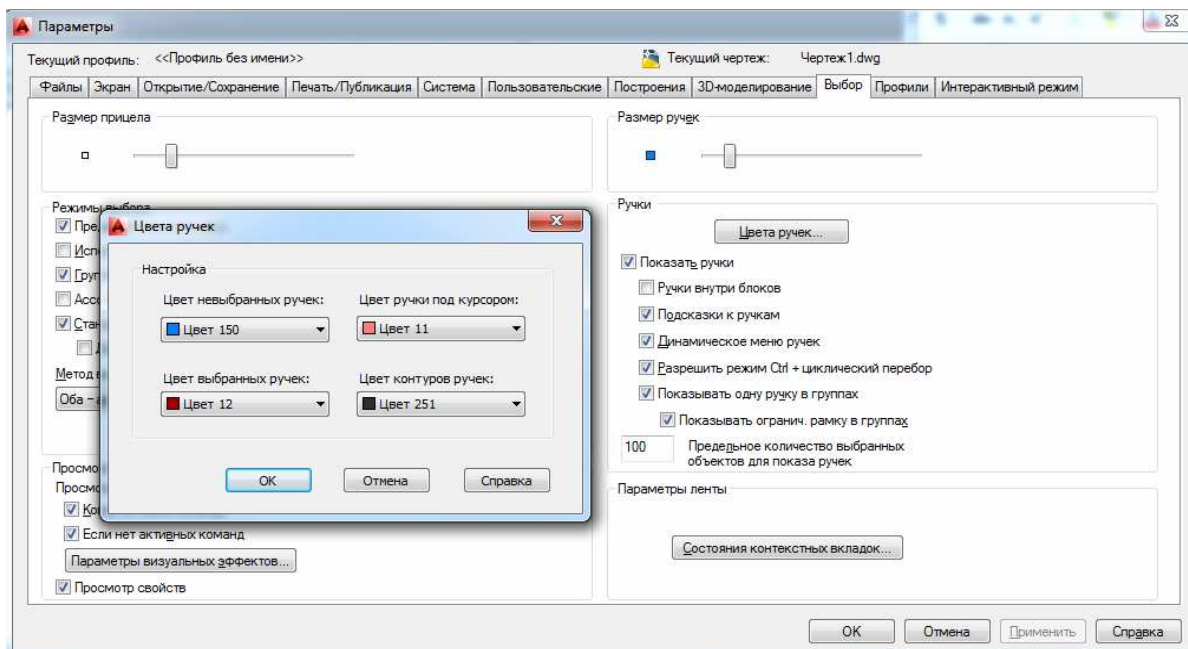 Параметры
Текущий профиль: <<Профиль без имени>> Текущий чертеж: Чертеж1.dwg
Файлы Экран Открытие/Сохранение Печать/Публикация Система Пользовательские Построения 3D-моделирование Выбор Профили Интерактивный режим
Размер прицела
Размер ручек
Режимы выбора
Цвета ручек
Настройка
Цвет невыбранных ручек: Цвет ручки под курсором:
Цвет 150 Цвет 11
Цвет выбранных ручек: Цвет контуров ручек:
Цвет 12 Цвет 251
OK Отмена Справка
Если нет активных команд
Параметры визуальных эффектов...
Просмотр свойств
Ручки
Цвета ручек...
Показать ручки
Ручки внутри блоков
Подсказки к ручкам
Динамическое меню ручек
Разрешить режим Ctrl + циклический перебор
Показывать одну ручку в группах
Показывать огранич. рамку в группах
100 Предельное количество выбранных
объектов для показа ручек
Параметры ленты
Состояния контекстных вкладок...
OK Отмена Применить Справка